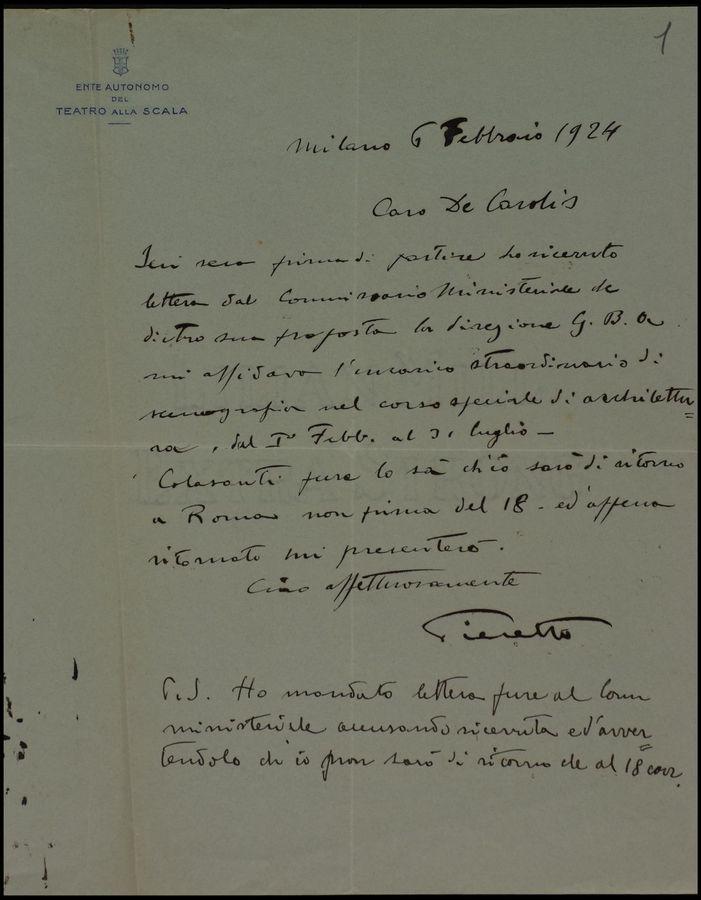 1
ENTE AUTONOMO
DEL
TEATRO ALLA SCALA
Milano 6 Febbraio 1924
Caro De Carolis
Ieri sera prima di partire ho ricevuto
lettera dal Commissario Ministeriale che
dietro sua proposta la direzione G. B. A
mi affidava l'incarico straordinario di
scenografia nel corso speciale di architettu=
ra, dal I° Febb. al 31 luglio —
Colasanti pure lo sà ch'io sarò di ritorno
a Roma non prima del 18 - ed appena
ritornato mi presenterò.
Ciao affettuosamente
Pieretto
P.S. Ho mandato lettera pure al Comm
ministeriale accusando ricevuta ed avver=
tendolo ch'io non sarò di ritorno che al 18 corr.